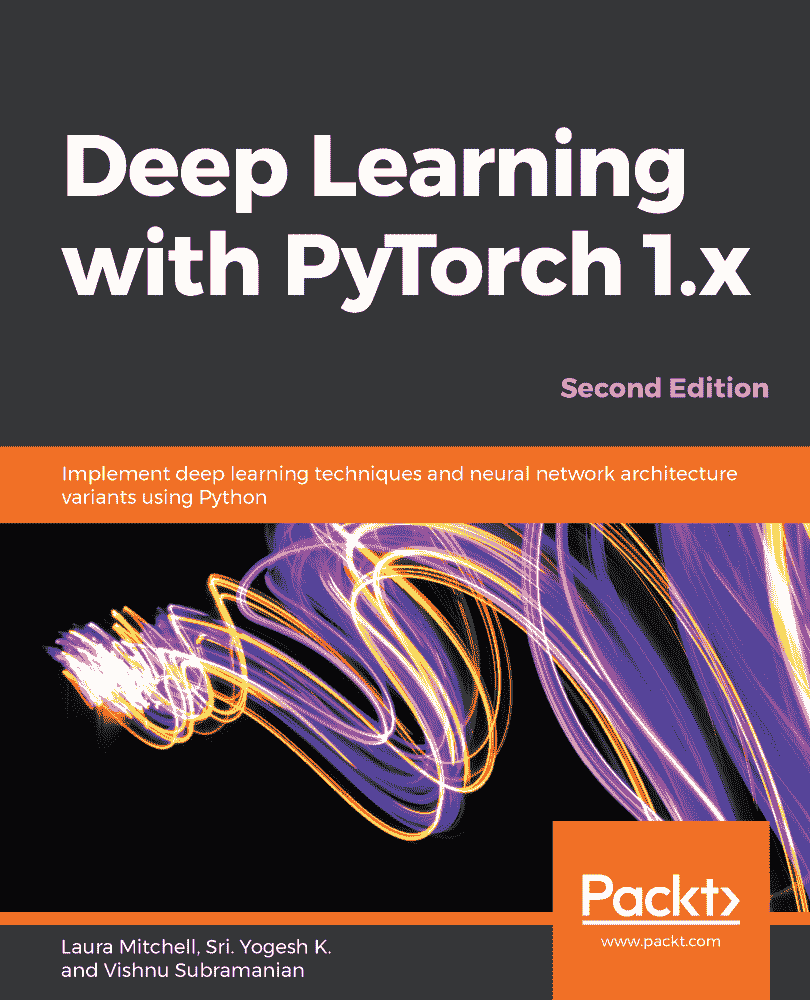 Deep Learning
with PyTorch 1.x
Second Edition
Implement deep learning techniques and neural network architecture
variants using Python
Packt>
www.packt.com
Laura Mitchell, Sri. Yogesh K.
and Vishnu Subramanian